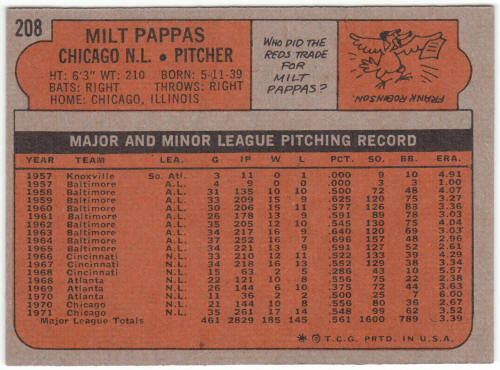 208
MILT PAPPAS
CHICAGO N.L. • PITCHER
HT: 6'3" WT: 210 BORN: 5-11-39
BATS: RIGHT THROWS: RIGHT
HOME: CHICAGO, ILLINOIS
WHO DID THE
REDS TRADE
FOR
MILT
PAPPAS?
FRANK ROBINSON
MAJOR AND MINOR LEAGUE PITCHING RECORD
YEAR TEAM LEA. G IP W L PCT. SO. BB. ERA.
1957 Knoxville So. Atl. 3 11 0 1 .000 9 10 4.91
1957 Baltimore A.L. 4 9 0 0 .000 3 3 1.00
1958 Baltimore A.L. 31 135 10 10 .500 72 48 4.07
1959 Baltimore A.L. 33 209 15 9 .625 120 75 3.27
1960 Baltimore A.L. 30 206 15 11 .577 126 83 3.36
1961 Baltimore A.L. 26 178 13 9 .591 89 78 3.03
1962 Baltimore A.L. 35 205 12 10 .545 130 75 4.04
1963 Baltimore A.L. 34 217 16 9 .640 120 69 3.03
1964 Baltimore A.L. 37 252 16 7 .696 157 48 2.96
1965 Baltimore A.L. 34 221 13 9 .591 127 52 2.61
1966 Cincinnati N.L. 33 210 12 11 .522 133 39 4.29
1967 Cincinnati N.L. 34 218 16 13 .552 129 38 3.34
1968 Cincinnati N.L. 15 63 2 5 .286 43 10 5.57
1968 Atlanta N.L. 22 121 10 8 .556 75 22 2.38
1969 Atlanta N.L. 26 144 6 10 .375 72 44 3.63
1970 Atlanta N.L. 11 36 2 2 .500 25 7 6.00
1970 Chicago N.L. 21 144 10 8 .556 80 36 2.67
1971 Chicago N.L. 35 261 17 14 .548 99 62 3.52
Major League Totals 461 2829 185 145 .561 1600 789 3.39
* © T.C.G. PRTD. IN U.S.A.